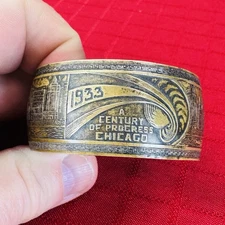 1933
A
CENTURY
OF PROGRESS
CHICAGO